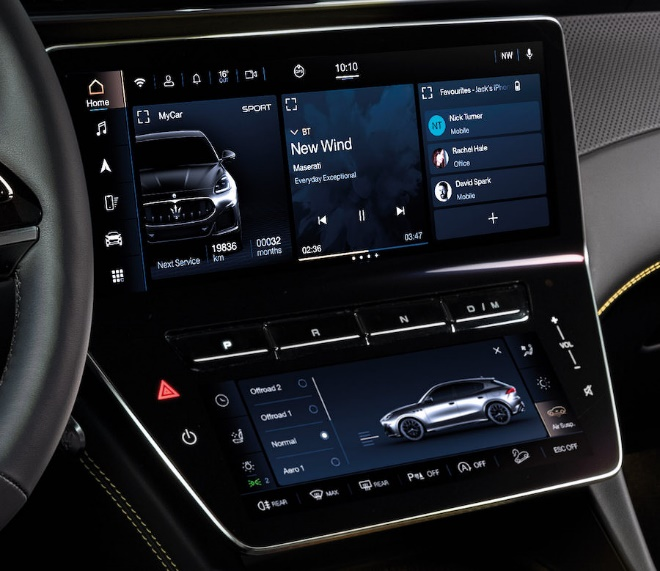 10:10
NW
Home
16°
MyCar
SPORT
Next Service
19836
km
00032
months
BT
New Wind
Maserati
Everyday Exceptional
02:36
03:47
Favourites - Jack's iPh
NT
Nick Turner
Mobile
Rachel Hale
Office
David Spark
Mobile
P
R
N
D / M
+
VOL
-
Offroad 2
Offroad 1
Normal
Aero 1
Air Susp.
2
REAR
MAX
REAR
OFF
OFF
ESC OFF